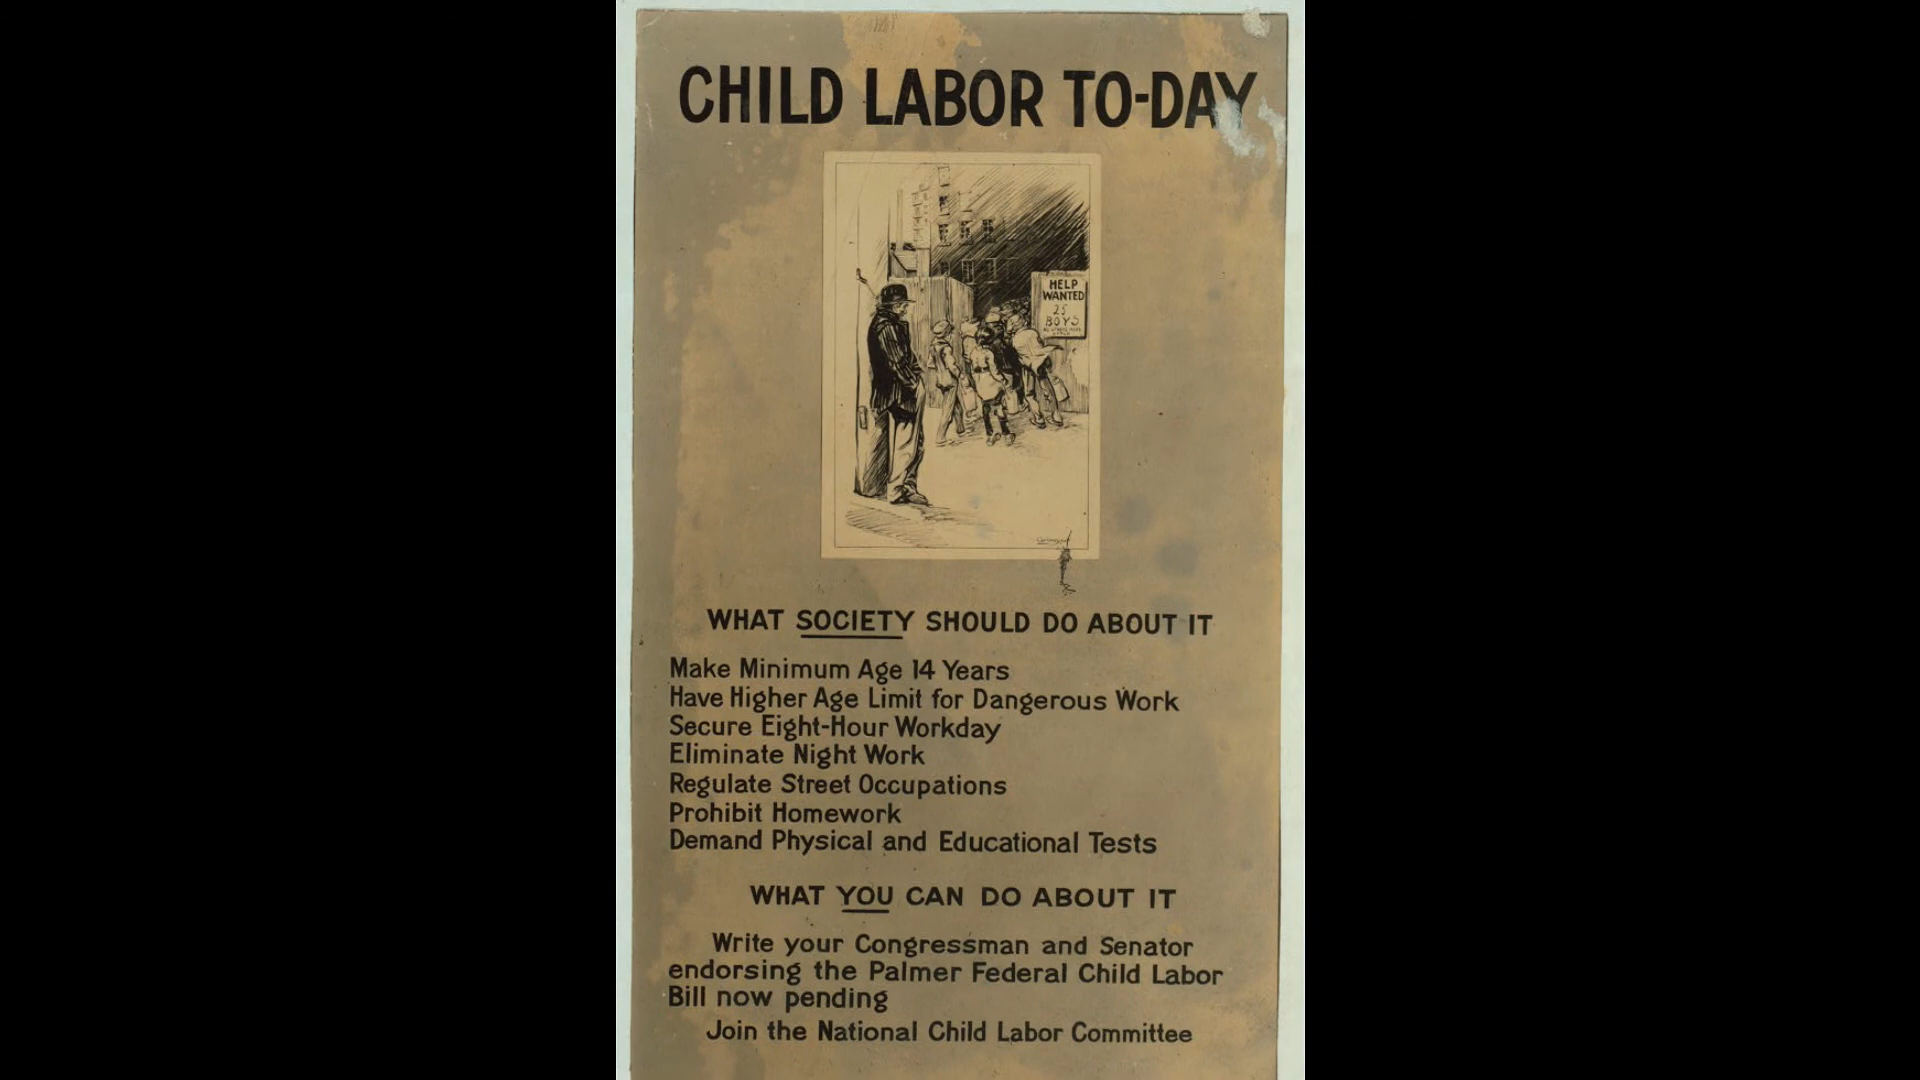 CHILD LABOR TO-DAY
HELP
WANTED
25
BOYS
WHAT SOCIETY SHOULD DO ABOUT IT
Make Minimum Age 14 Years
Have Higher Age Limit for Dangerous Work
Secure Eight-Hour Workday
Eliminate Night Work
Regulate Street Occupations
Prohibit Homework
Demand Physical and Educational Tests
WHAT YOU CAN DO ABOUT IT
Write your Congressman and Senator
endorsing the Palmer Federal Child Labor
Bill now pending
Join the National Child Labor Committee